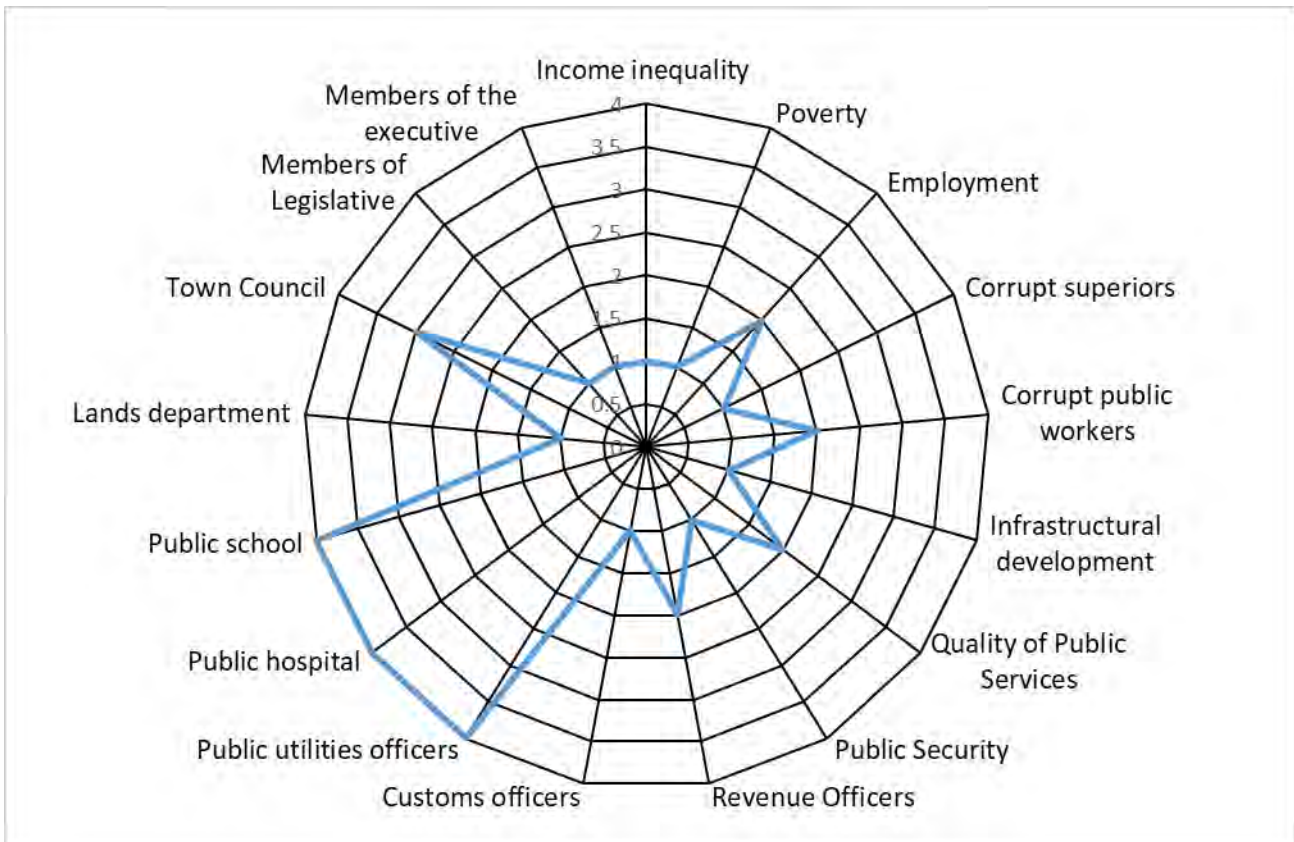 Income inequality
Members of the
executive
Poverty
Members of
Legislative
Employment
Town Council
Corrupt superiors
Lands department
Corrupt public
workers
Public school
Infrastructural
development
Public hospital
Quality of Public
Services
Public utilities officers
Public Security
Customs officers
Revenue Officers
4
3.5
3
2.5
2
1.5
1
0.5
0